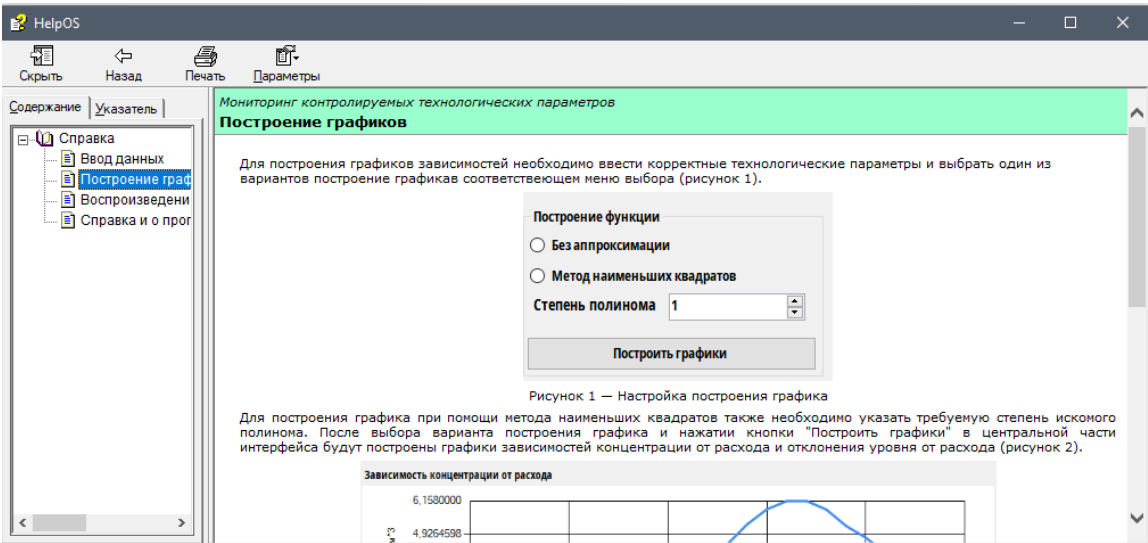 HelpOS
Скрыть Назад Печать Параметры
Содержание Указатель
Справка
Ввод данных
Построение граф
Воспроизведени
Справка и о прог
Мониторинг контролируемых технологических параметров
Построение графиков
Для построения графиков зависимостей необходимо ввести корректные технологические параметры и выбрать один из
вариантов построение графикав соответствеющем меню выбора (рисунок 1).
Построение функции
Без аппроксимации
Метод наименьших квадратов
Степень полинома 1
Построить графики
Рисунок 1 — Настройка построения графика
Для построения графика при помощи метода наименьших квадратов также необходимо указать требуемую степень искомого
полинома. После выбора варианта построения графика и нажатии кнопки "Построить графики" в центральной части
интерфейса будут построены графики зависимостей концентрации от расхода и отклонения уровня от расхода (рисунок 2).
Зависимость концентрации от расхода
6,1580000
4,9264598